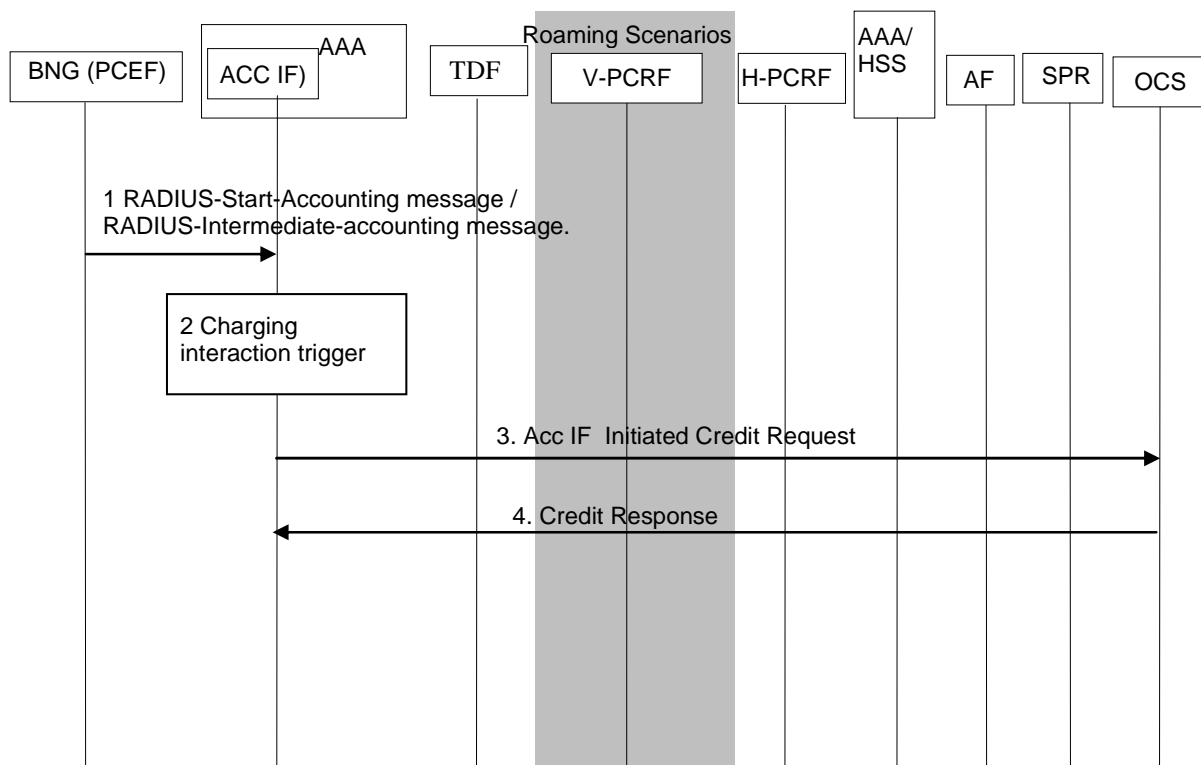 Roaming Scenarios
BNG (PCEF)
AAA
ACC IF)
TDF
V-PCRF
H-PCRF
AAA/
HSS
AF
SPR
OCS
1 RADIUS-Start-Accounting message /
RADIUS-Intermediate-accounting message.
2 Charging
interaction trigger
3. Acc IF Initiated Credit Request
4. Credit Response